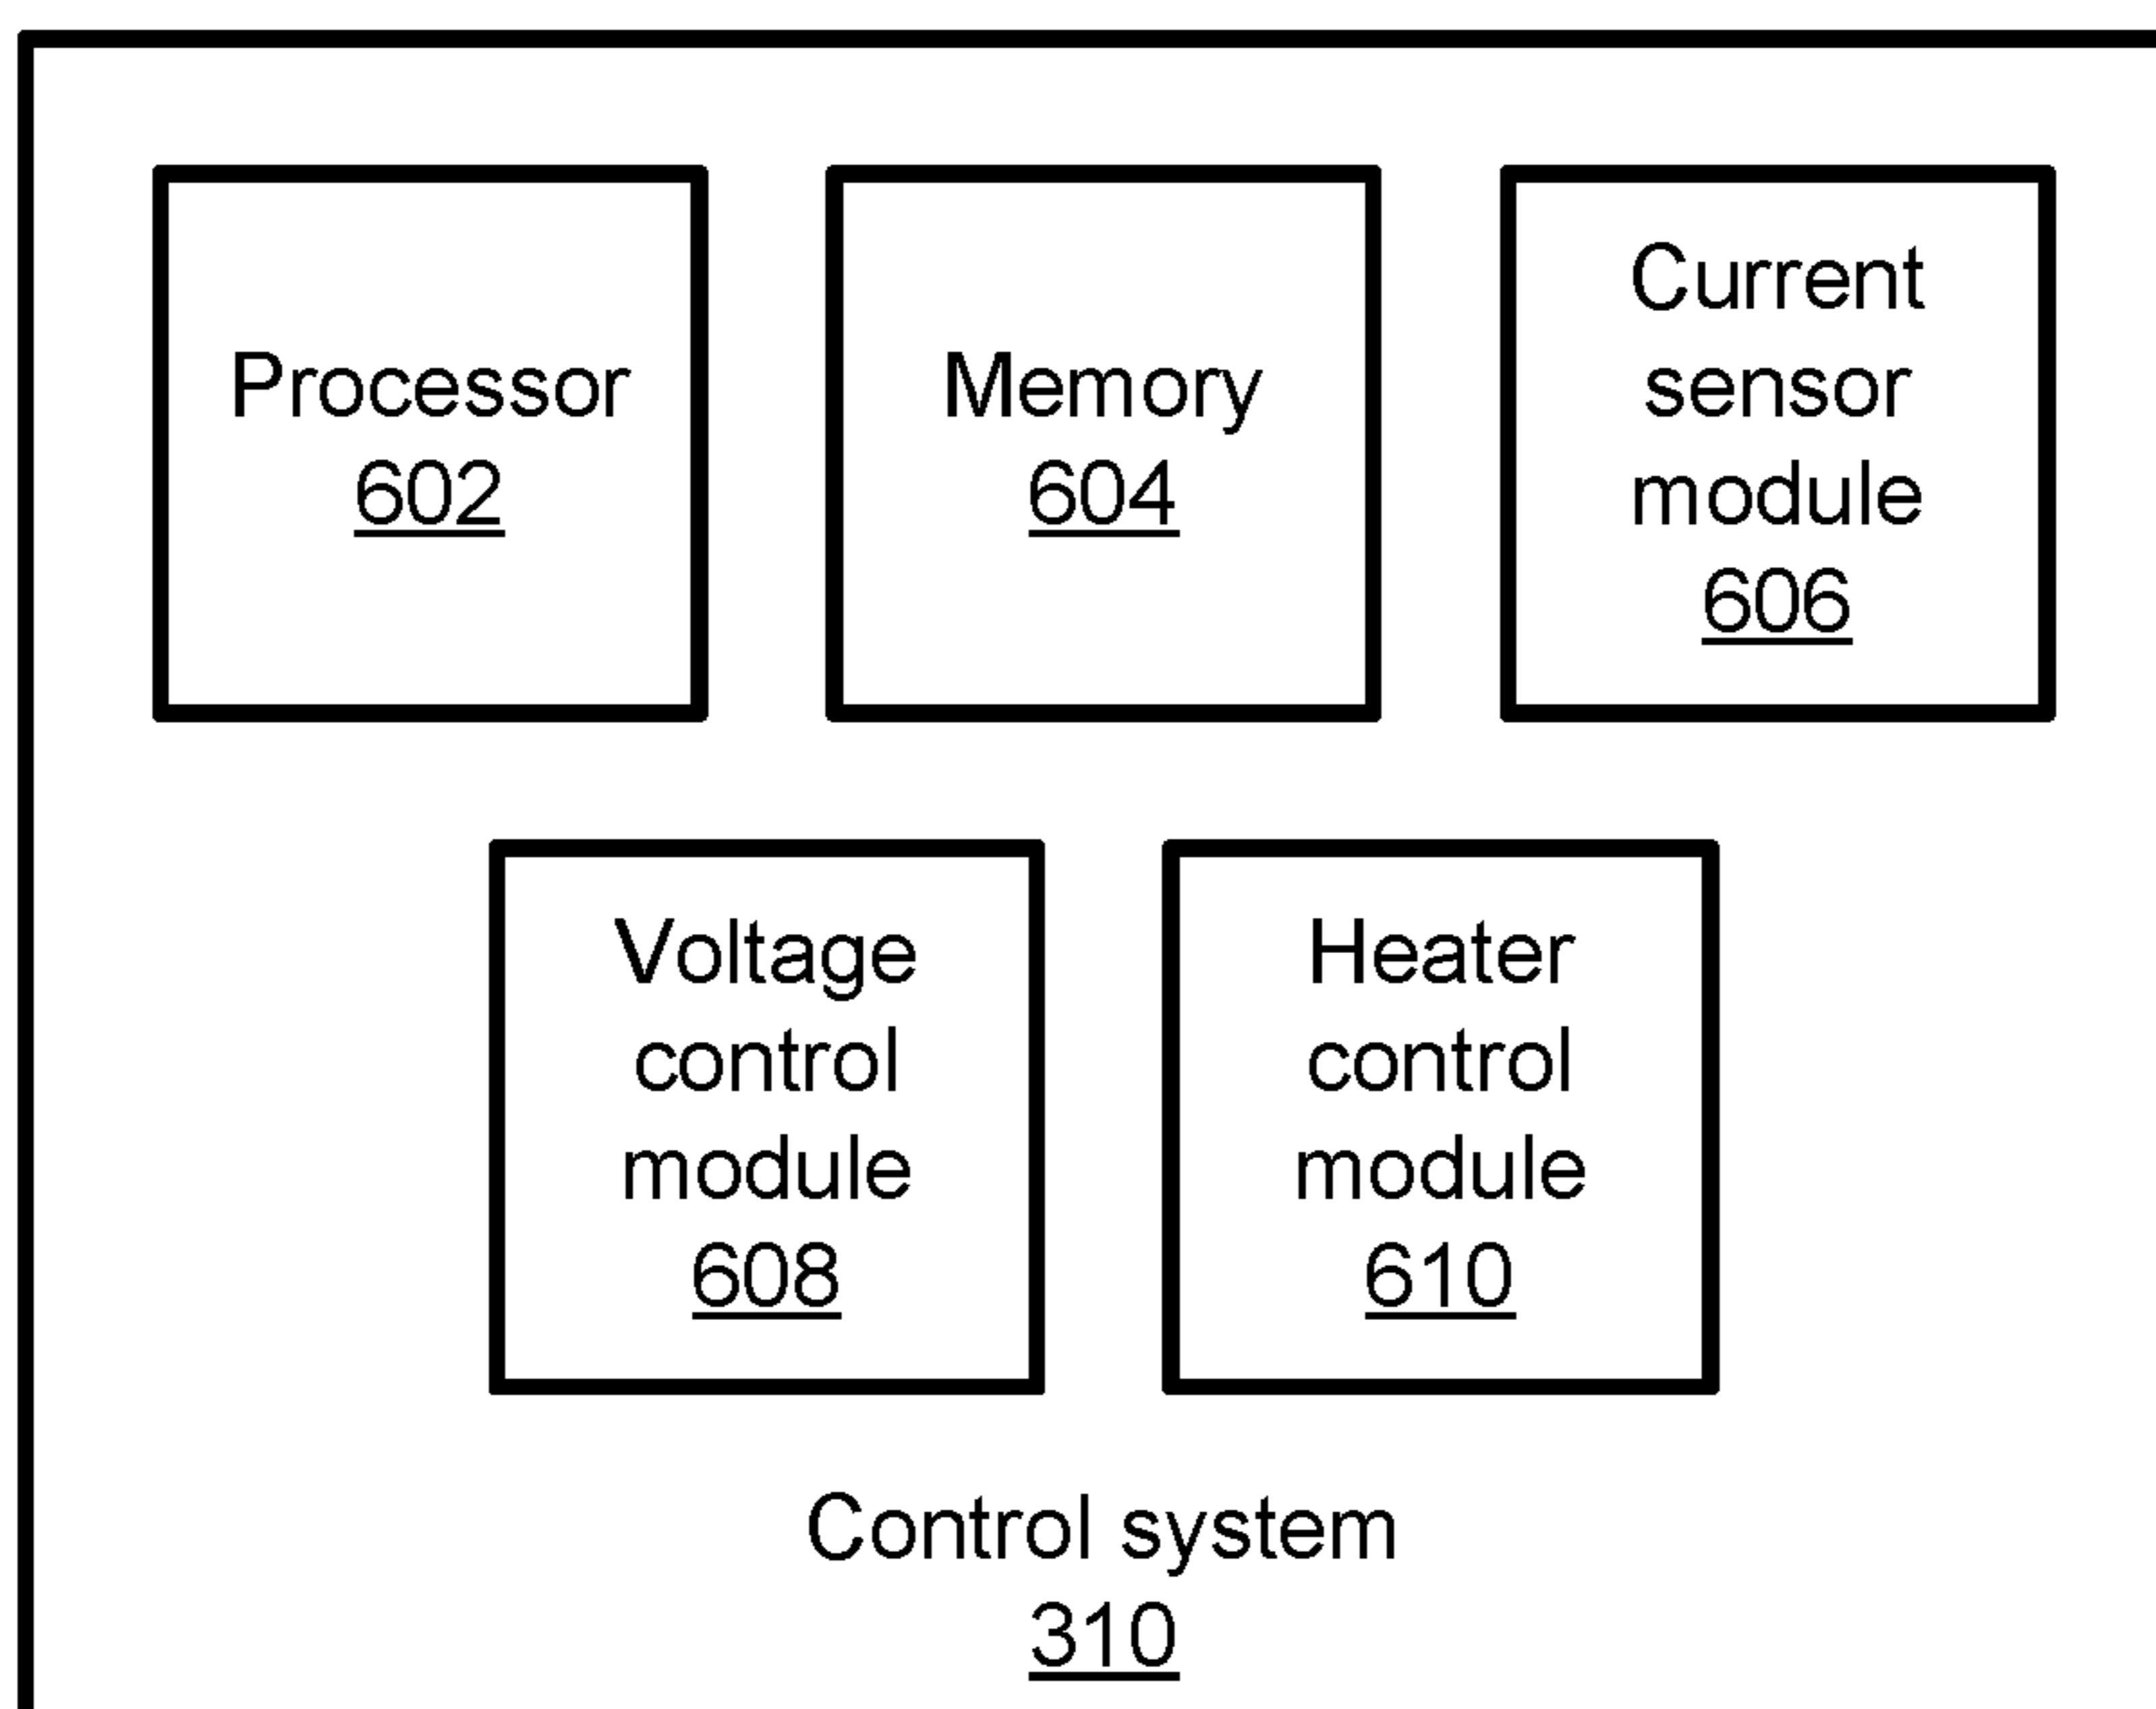 Processor
602
Memory
604
Current
sensor
module
606
Voltage
control
module
608
Heater
control
module
610
Control system
310